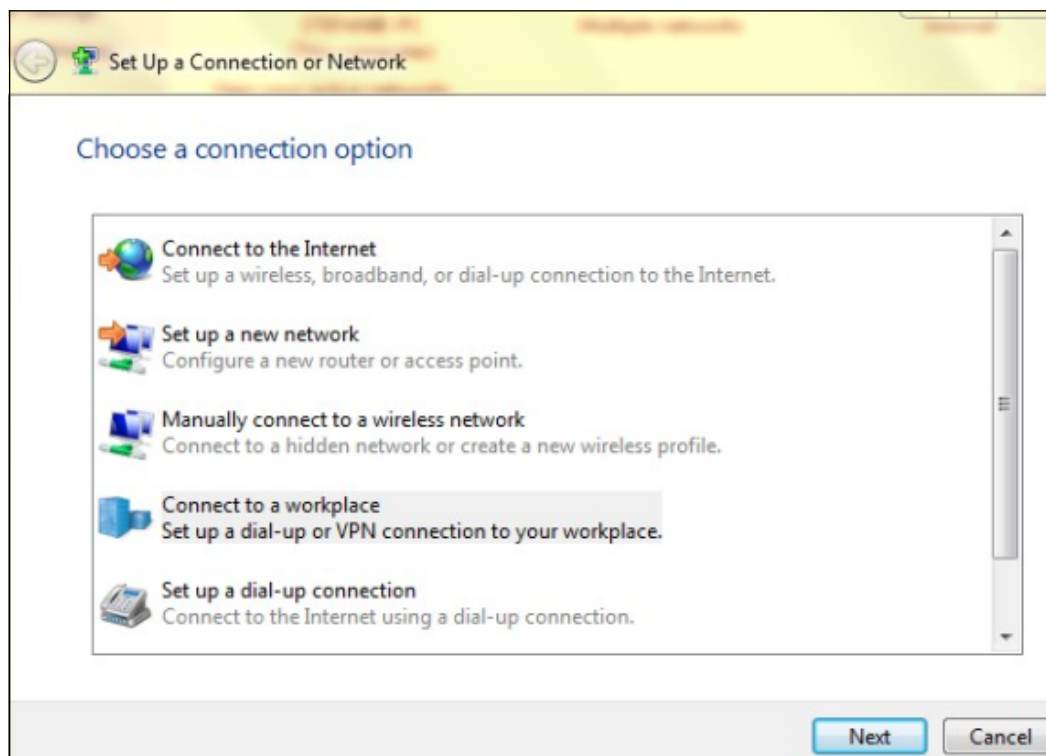 Multiple networks
Set Up a Connection or Network
Choose a connection option
Connect to the Internet
Set up a wireless, broadband, or dial-up connection to the Internet.
Set up a new network
Configure a new router or access point.
Manually connect to a wireless network
Connect to a hidden network or create a new wireless profile.
Connect to a workplace
Set up a dial-up or VPN connection to your workplace.
Set up a dial-up connection
Connect to the Internet using a dial-up connection.
Next
Cancel